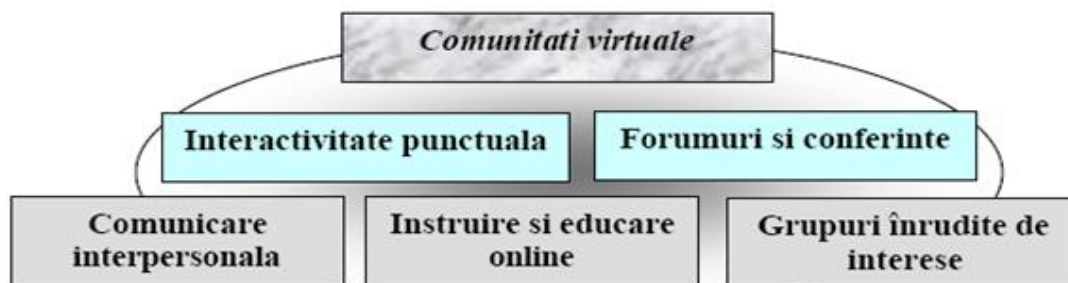 Comunitati virtuale
Interactivitate punctuala
Forumuri si conferinte
Comunicare
interpersonala
Instruire si educare
online
Grupuri înrudite de
interese